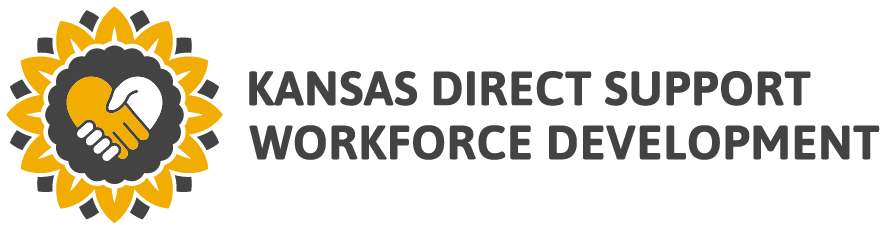 KANSAS DIRECT SUPPORT
WORKFORCE DEVELOPMENT